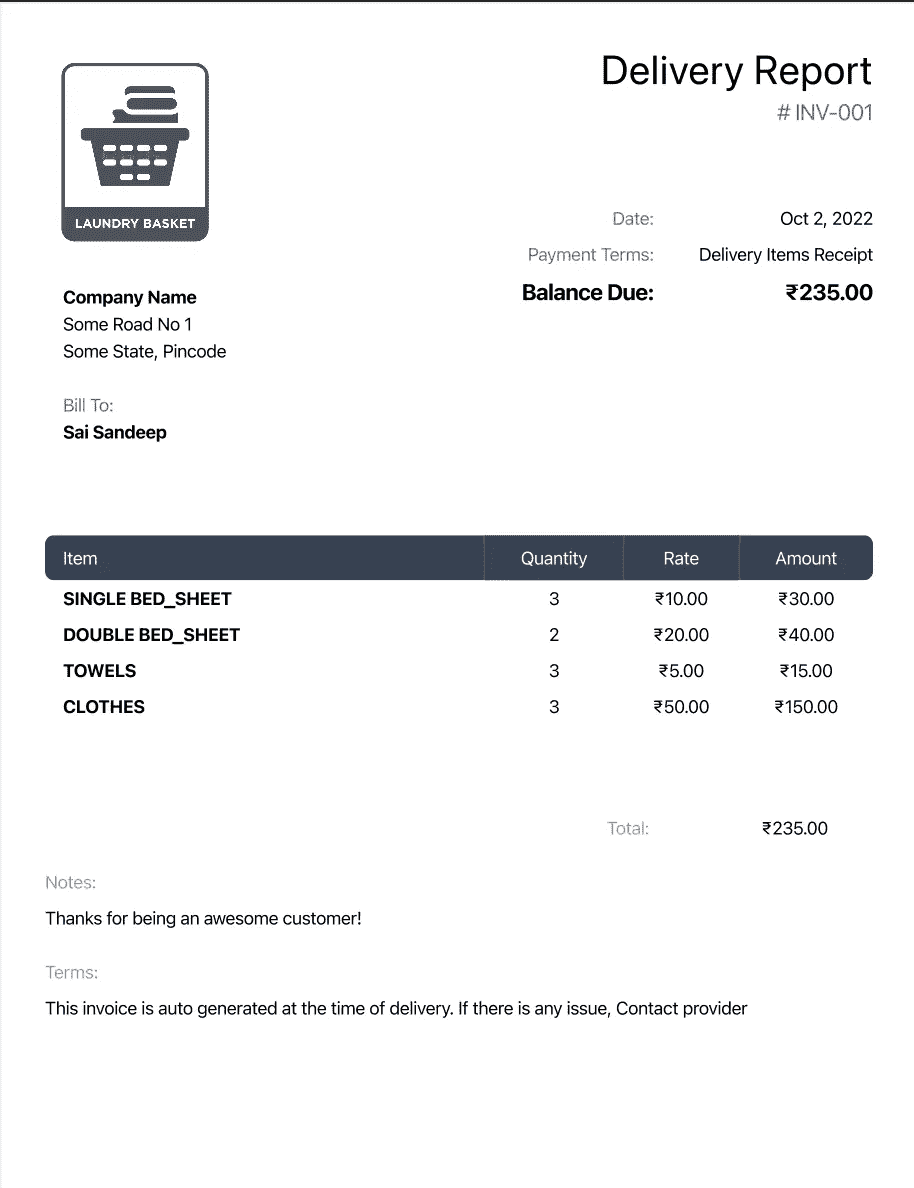 LAUNDRY BASKET
Delivery Report
# INV-001
Date: Oct 2, 2022
Payment Terms: Delivery Items Receipt
Balance Due: ₹235.00
Company Name
Some Road No 1
Some State, Pincode
Bill To:
Sai Sandeep
Item Quantity Rate Amount
SINGLE BED_SHEET 3 ₹10.00 ₹30.00
DOUBLE BED_SHEET 2 ₹20.00 ₹40.00
TOWELS 3 ₹5.00 ₹15.00
CLOTHES 3 ₹50.00 ₹150.00
Total: ₹235.00
Notes:
Thanks for being an awesome customer!
Terms:
This invoice is auto generated at the time of delivery. If there is any issue, Contact provider